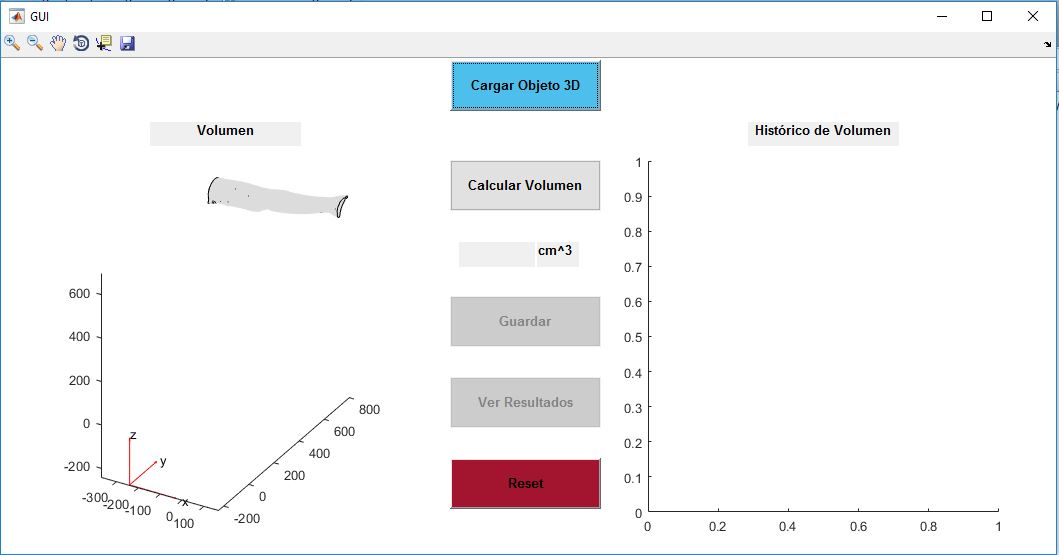 GUI
Cargar Objeto 3D
Volumen
Histórico de Volumen
Calcular Volumen
cm^3
Guardar
Ver Resultados
Reset
600
400
200
0
-200
z
y
x
-300
-200
-100
0
100
-200
0
200
400
600
800
1
0.9
0.8
0.7
0.6
0.5
0.4
0.3
0.2
0.1
0
0
0.2
0.4
0.6
0.8
1